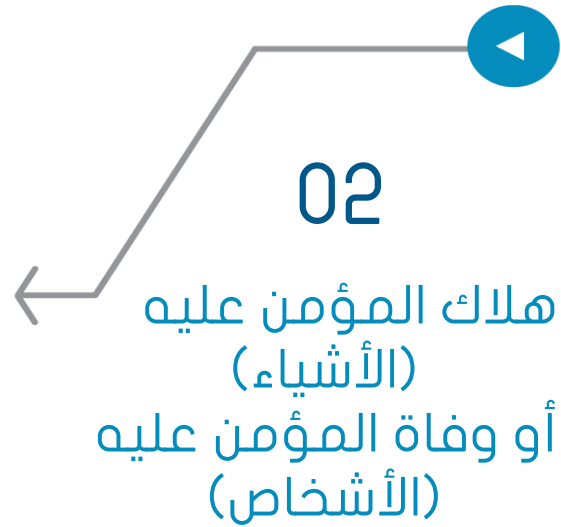 02
هلاك المؤمن عليه
(الأشياء)
أو وفاة المؤمن عليه
(الأشخاص)